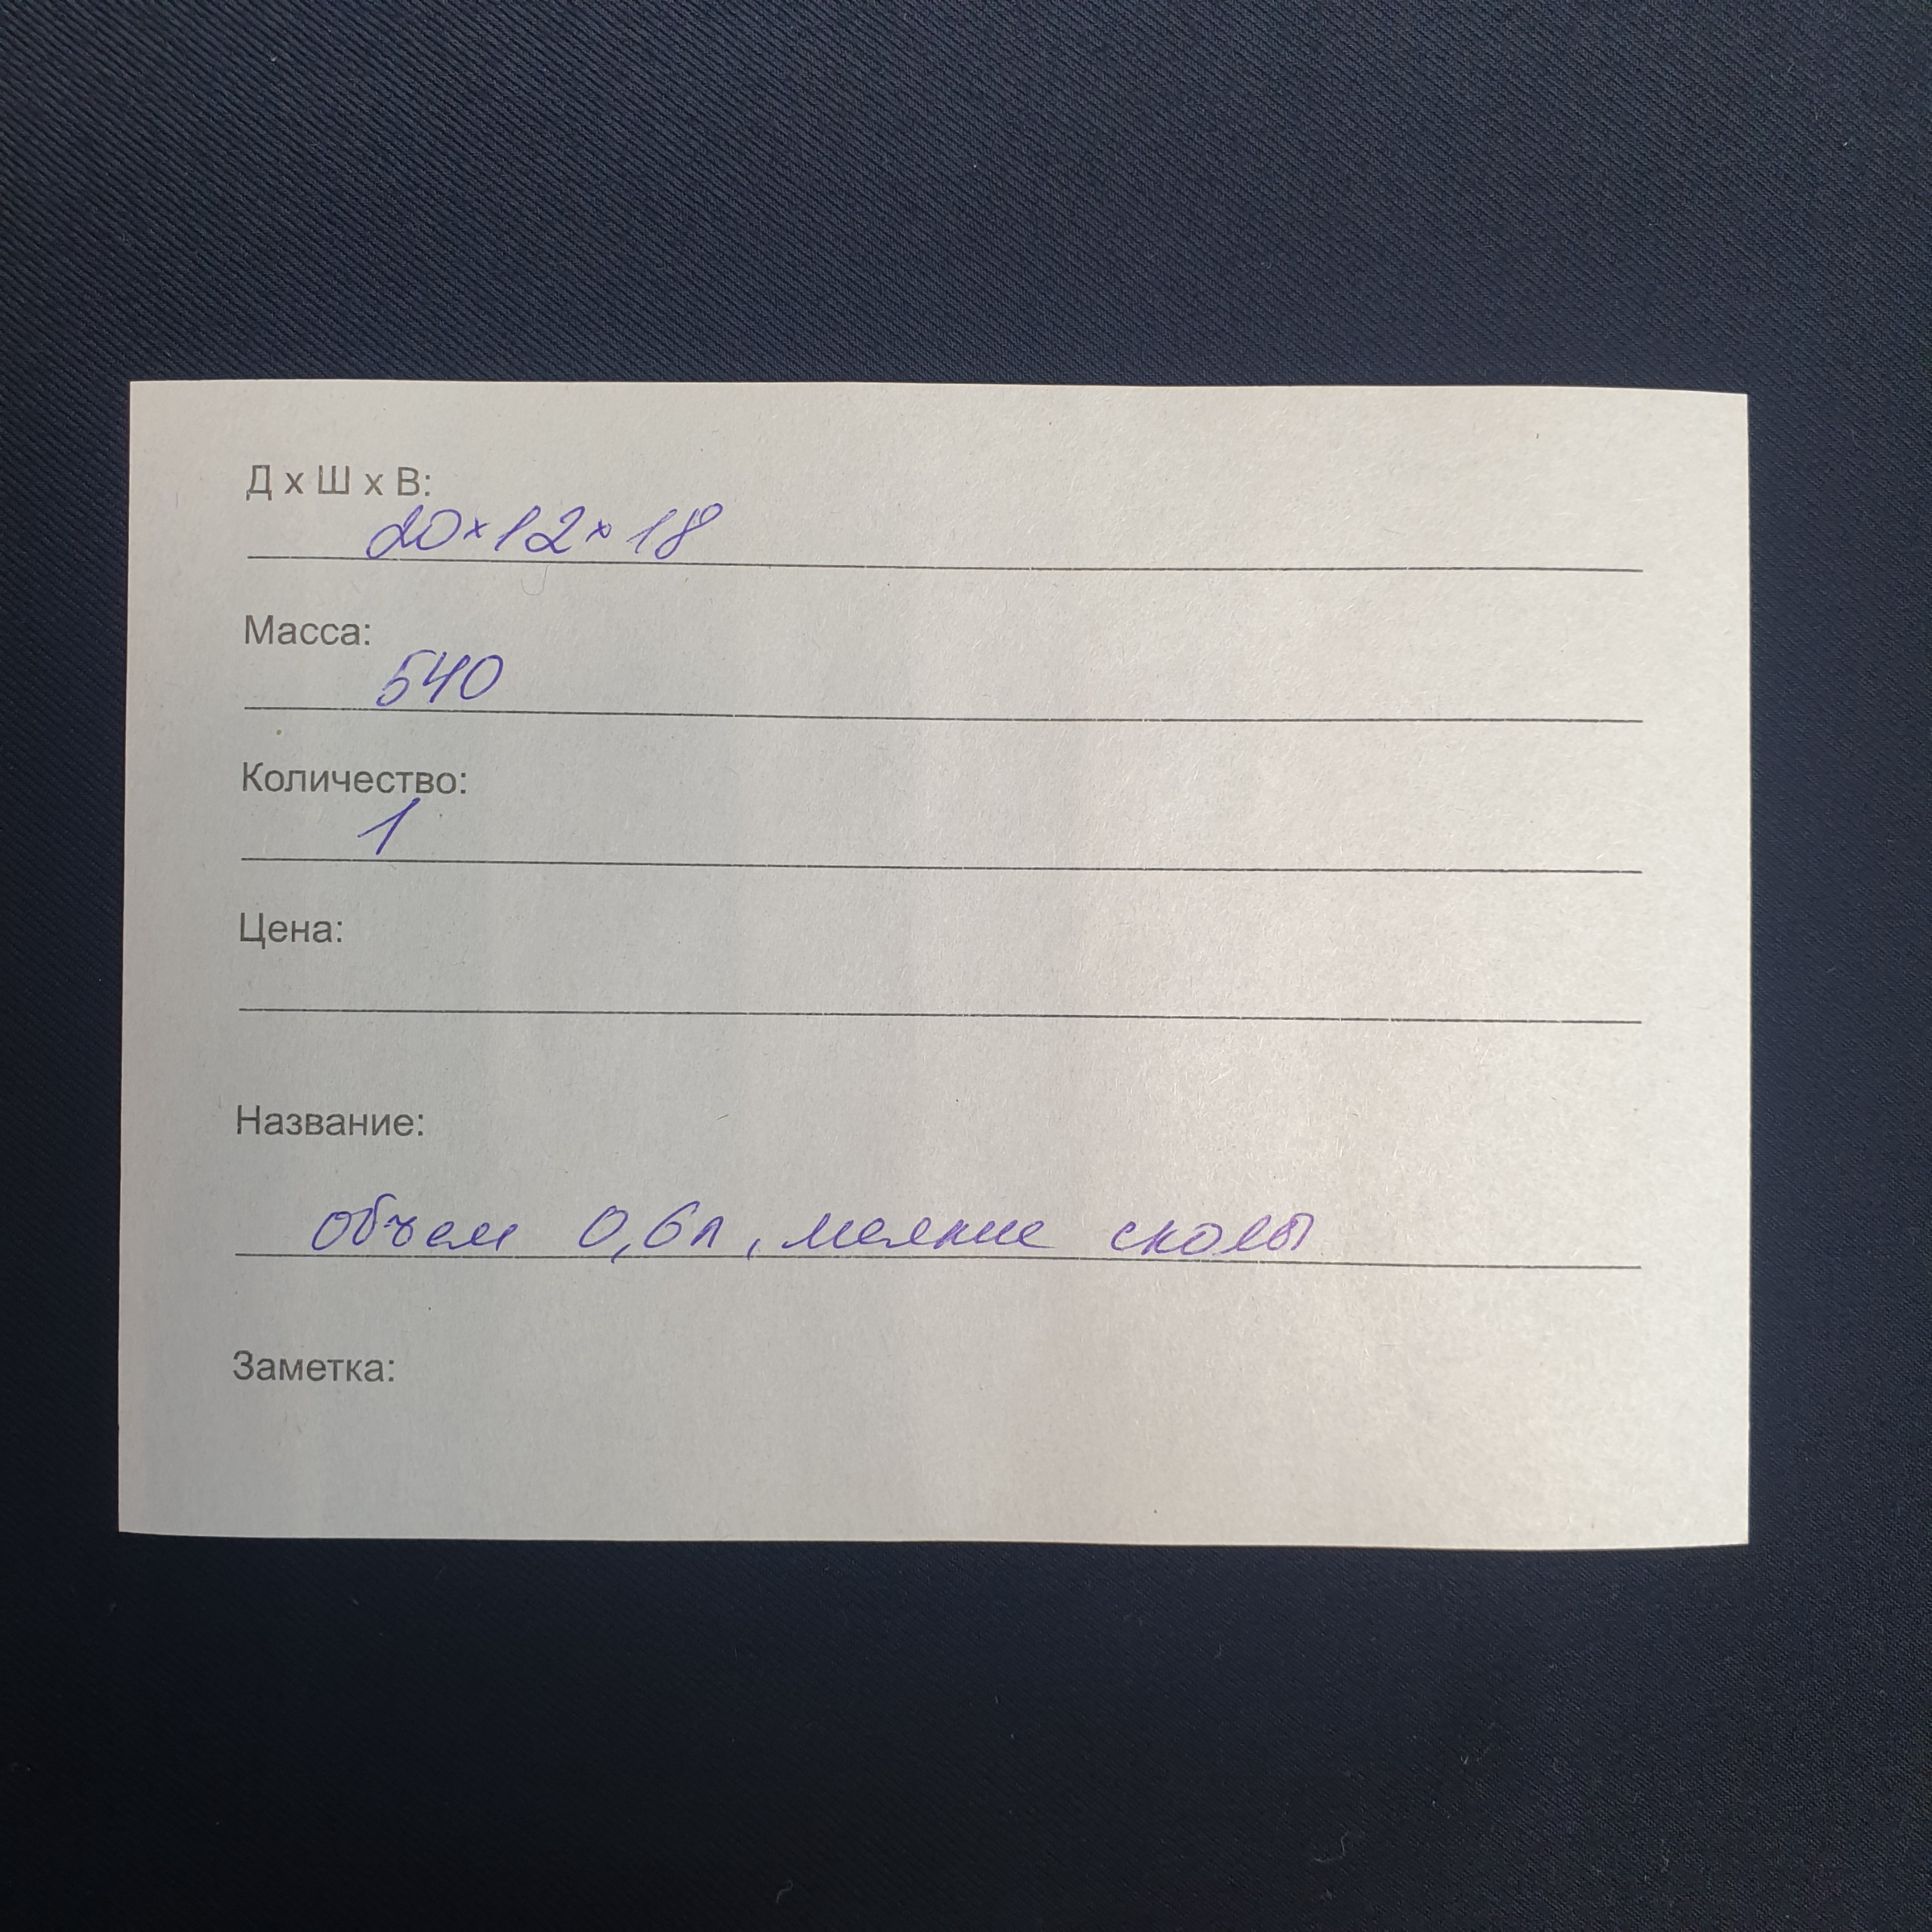 Д х Ш х В:
20×12×18
Масса:
540
Количество:
1
Цена:
Название:
объем 0,6л, мелкие сколы
Заметка: